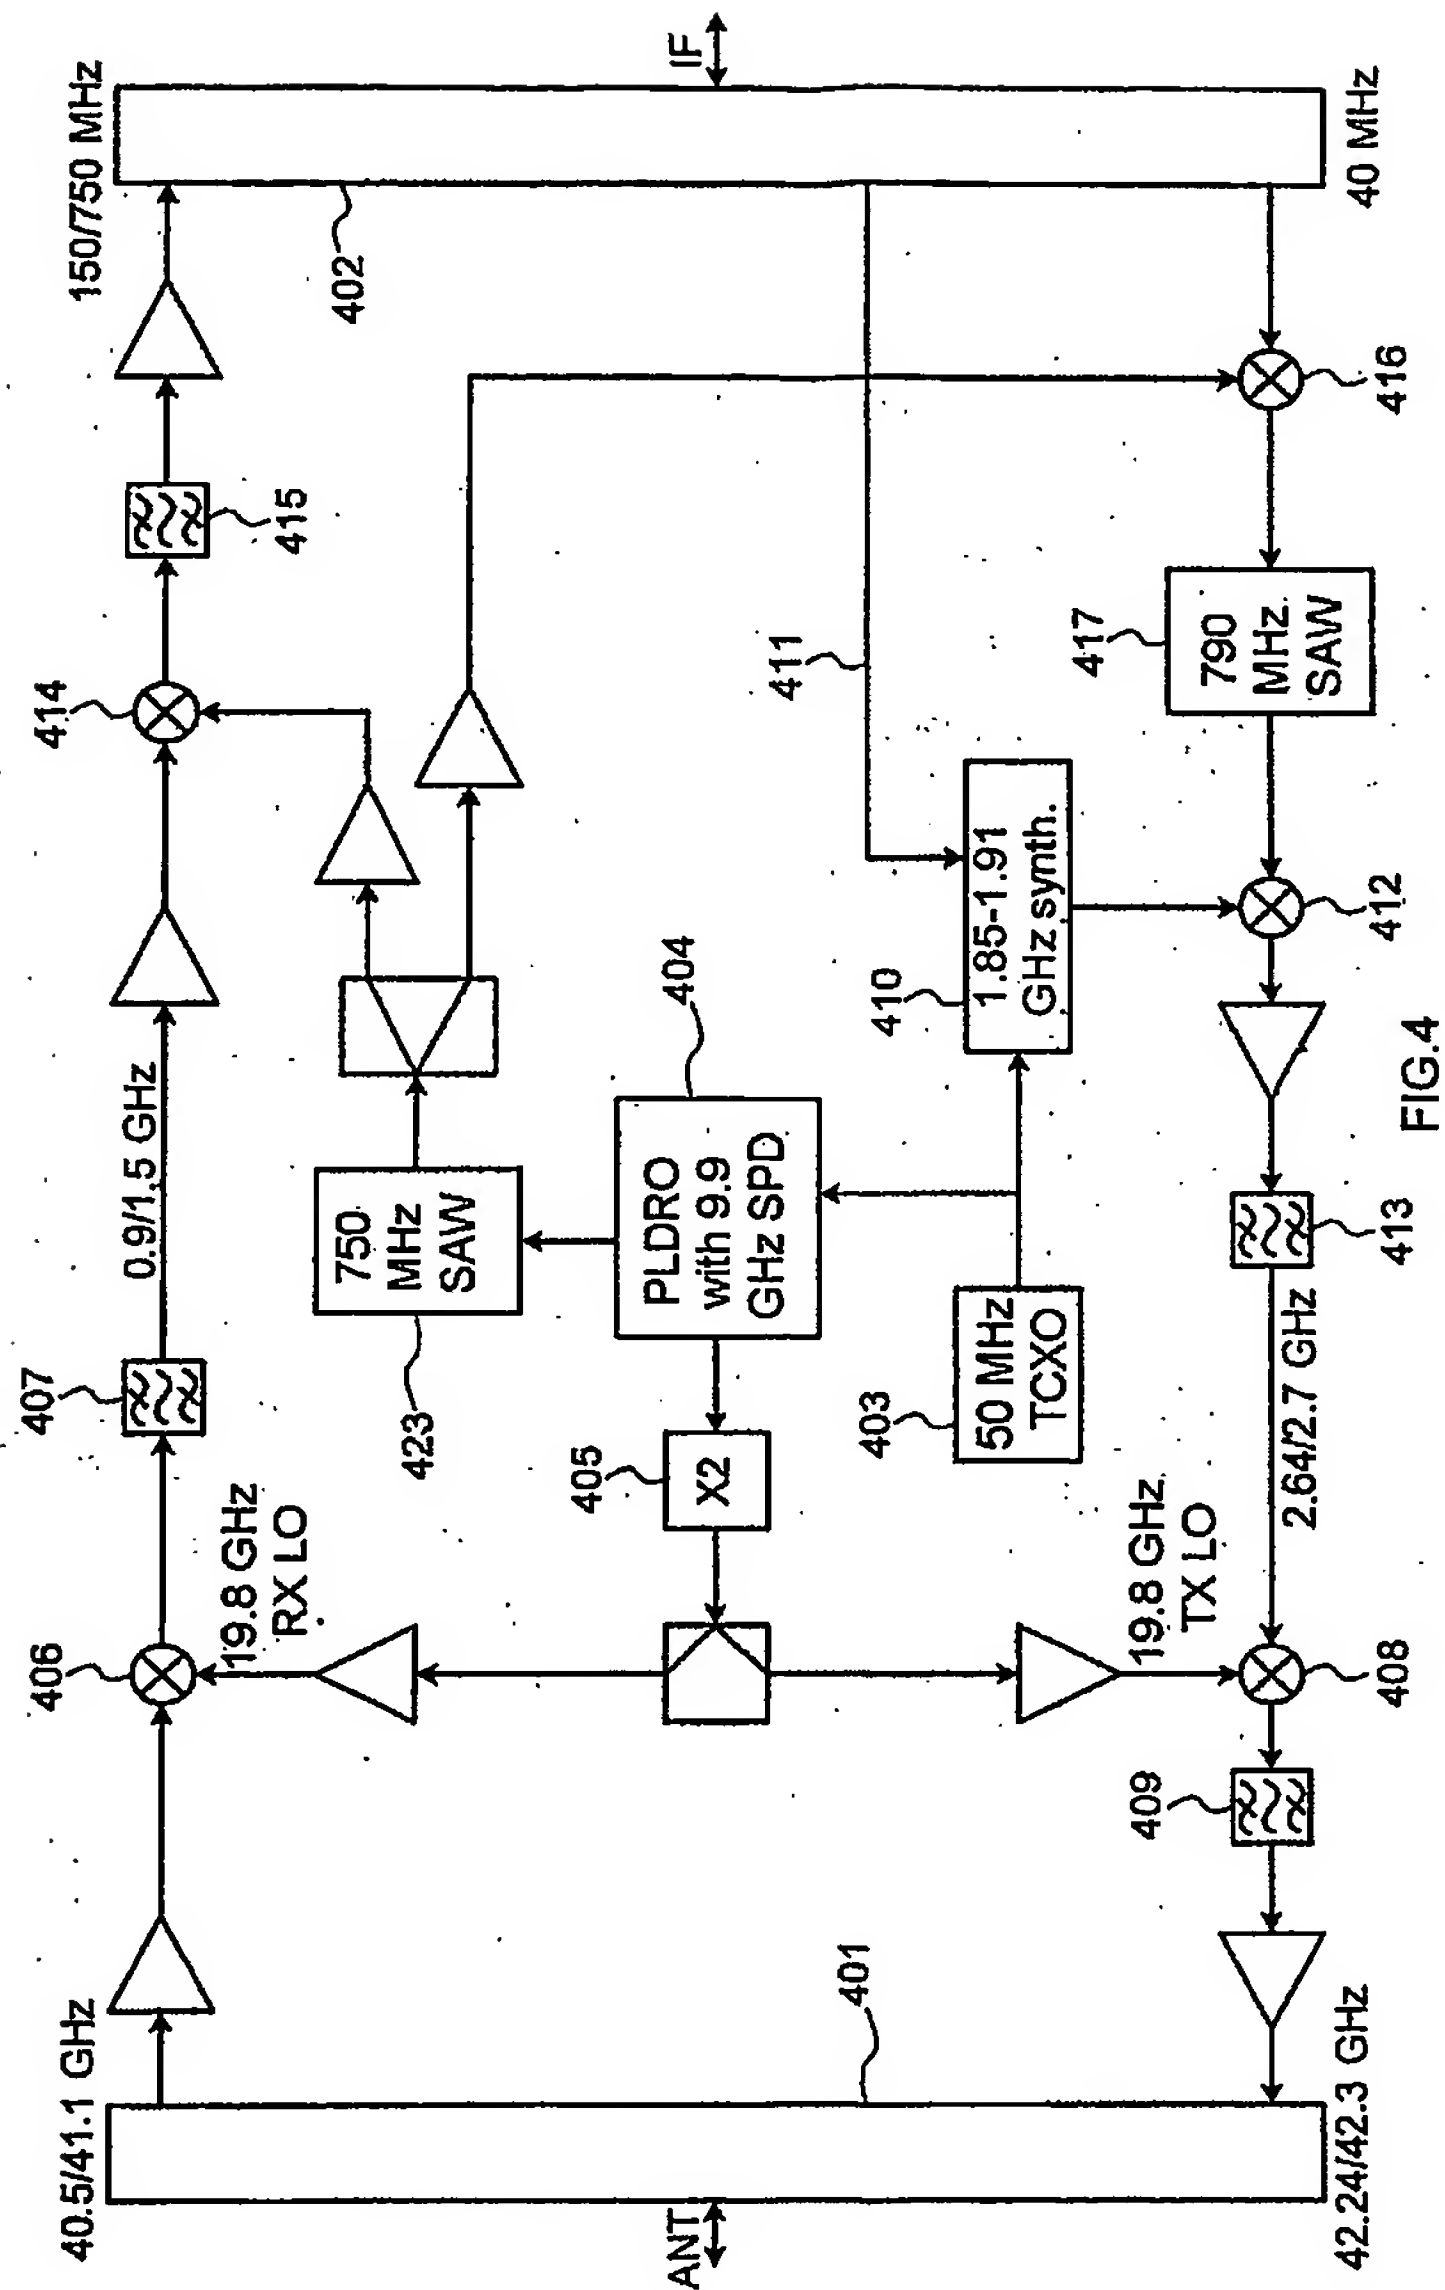 40.5/41.1 GHz
406
407
0.9/1.5 GHz
414
415
150/750 MHz
402
19.8 GHz
RX LO
423
750
MHz
SAW
ANT
401
405
X2
PLDRO
with 9.9
GHz SPD
404
IF
403
50 MHz
TCXO
410
1.85-1.91
GHz synth.
411
19.8 GHz
TX LO
409
408
2.64/2.7 GHz
413
412
417
790
MHz
SAW
416
42.24/42.3 GHz
40 MHz
FIG.4